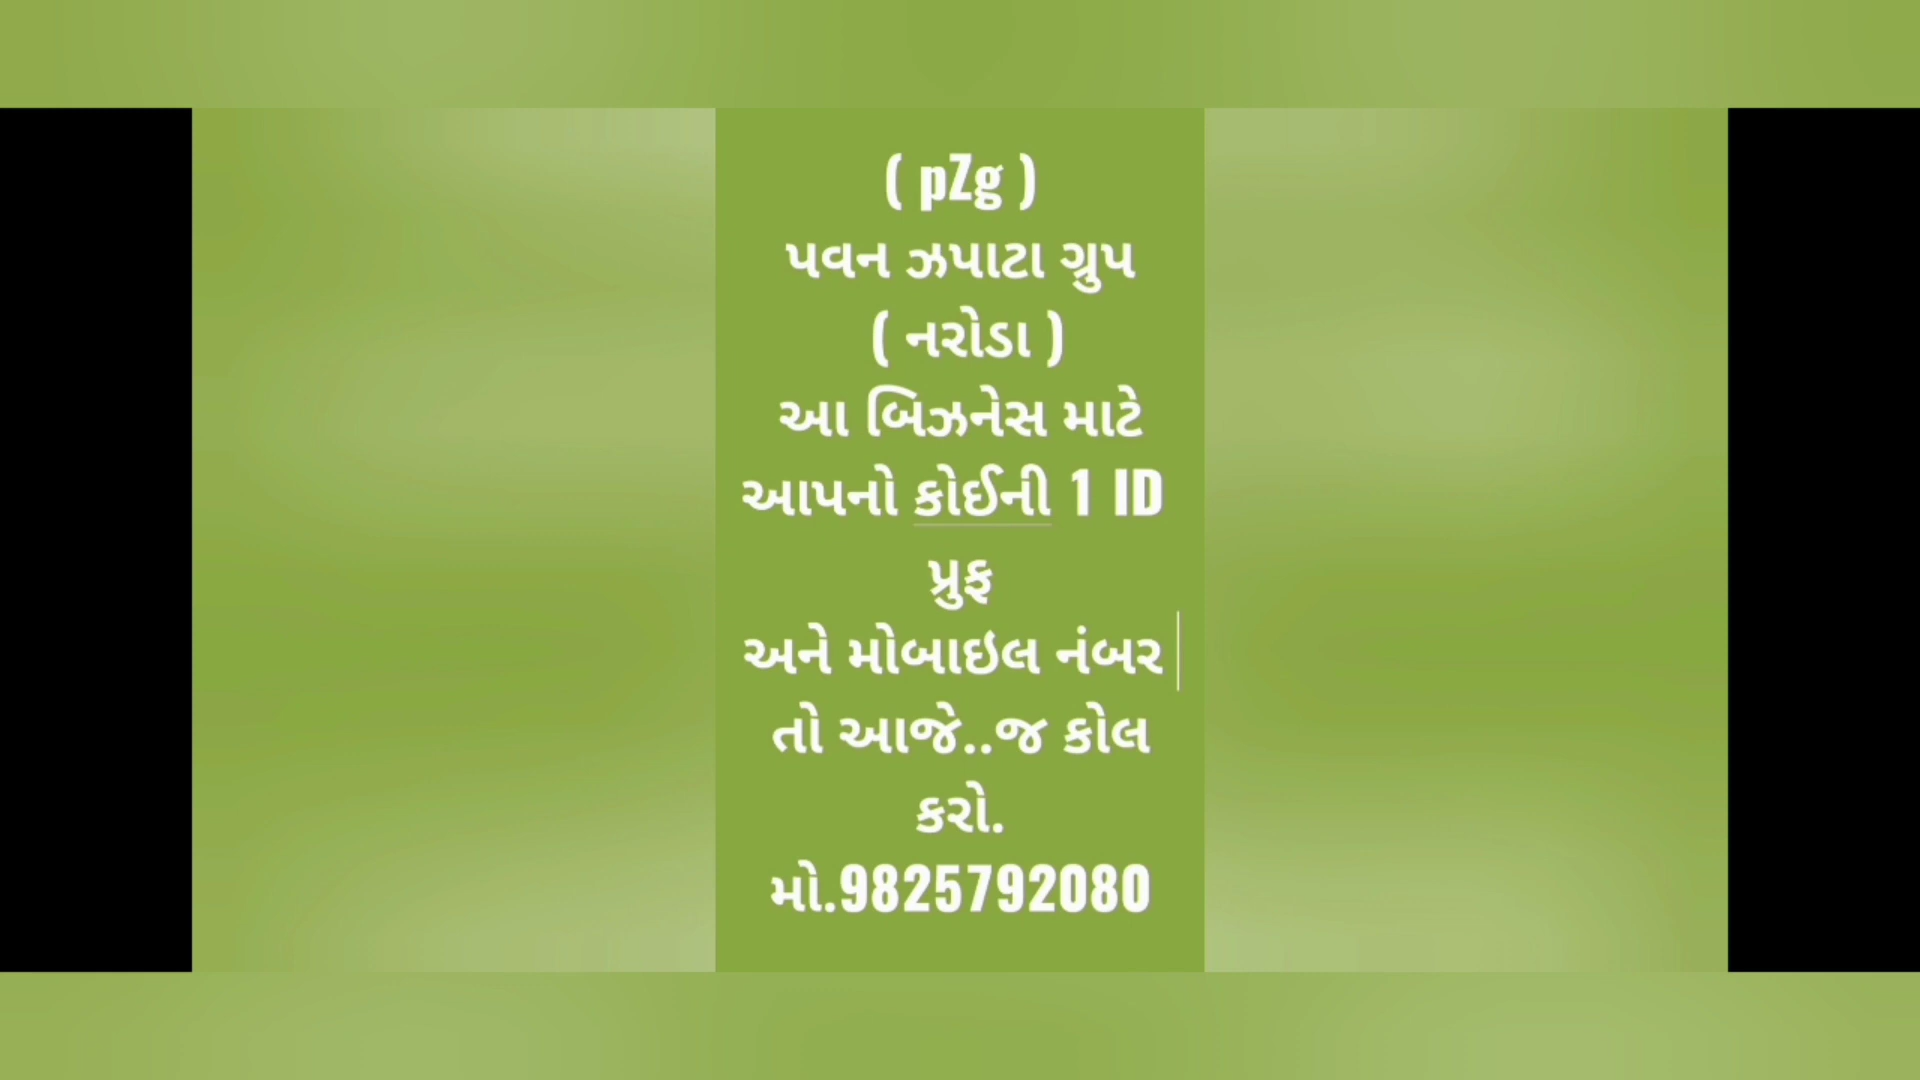 ( pZg )
પવન ઝપાટા ગ્રુપ
( નરોડા )
આ બિઝનેસ માટે
આપનો કોઈની 1 ID
પ્રુફ
અને મોબાઇલ નંબર
તો આજે..જ કોલ
કરો.
મો.9825792080